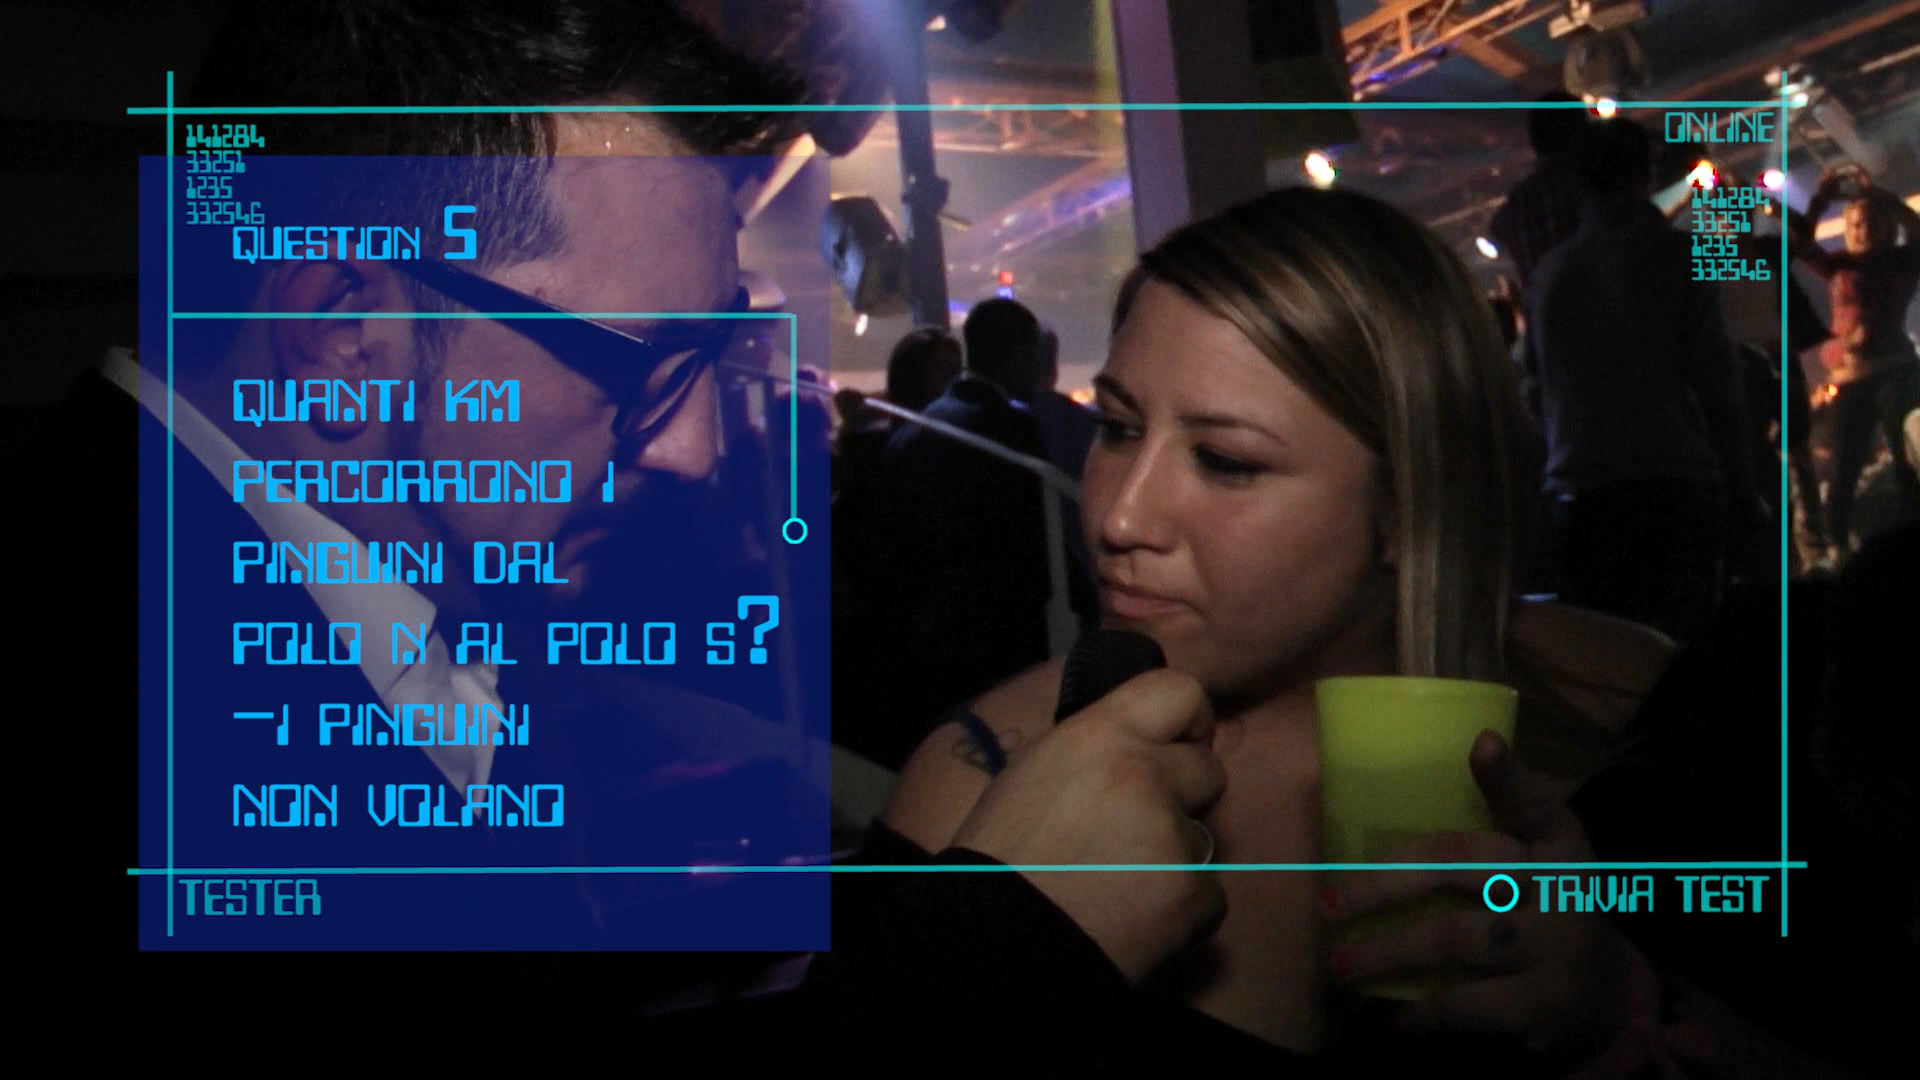 141284
33251
1235
332546
ONLINE
141284
33251
1235
332546
QUESTION 5
QUANTI KM
PERCORRONO I
PINGUINI DAL
POLO N AL POLO S?
-I PINGUINI
NON VOLANO
TESTER
TRIVIA TEST